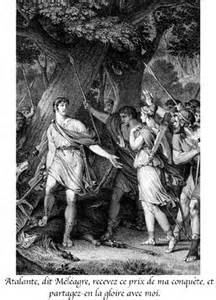 Atalante, dit Méléagre, recevez ce prix de ma conquête, et
partagez-en la gloire avec moi.